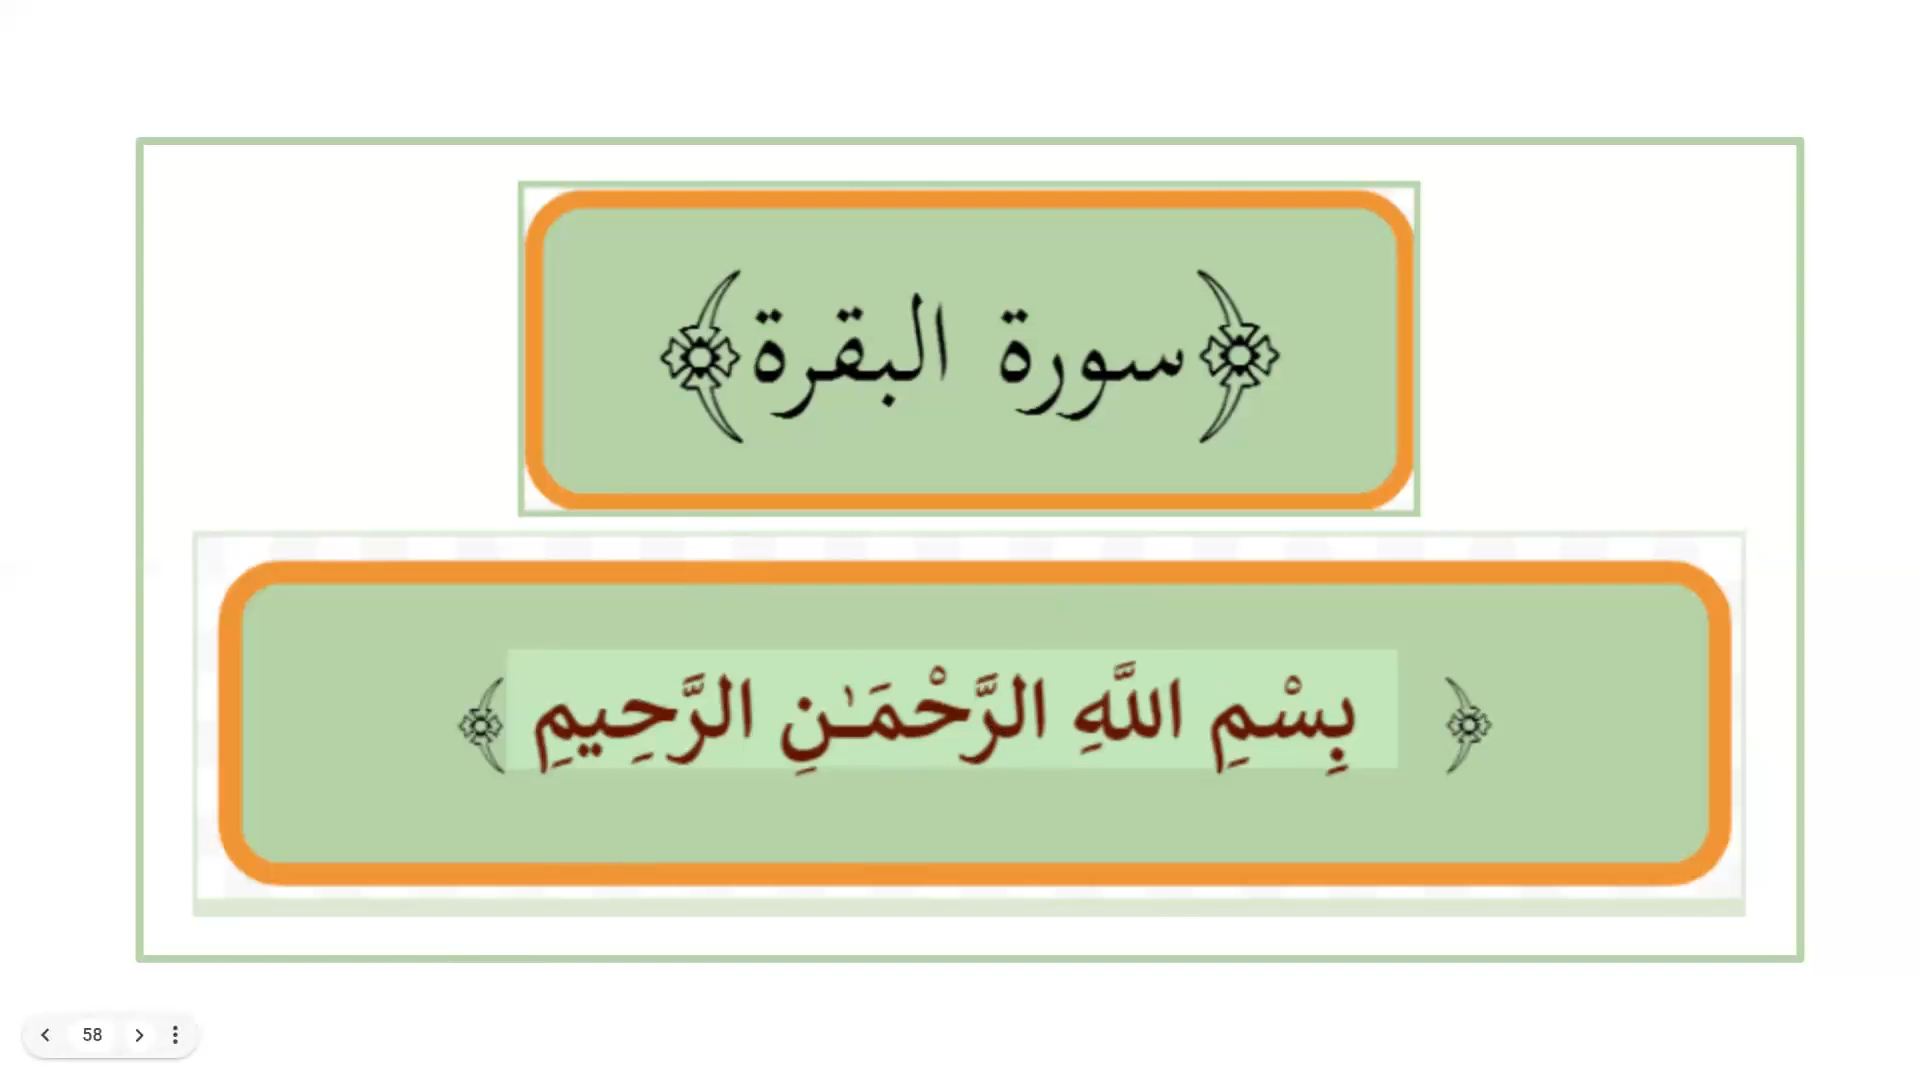 ﴿سورة البقرة﴾
﴿ بِسْمِ اللَّهِ الرَّحْمَـٰنِ الرَّحِيمِ ﴾
58